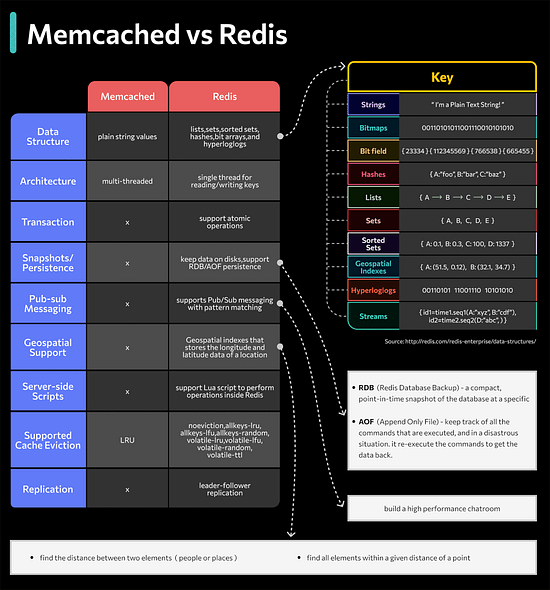 Memcached vs Redis
Memcached
Redis
Data
Structure
plain string values
lists,sets,sorted sets,
hashes,bit arrays,and
hyperloglogs
Architecture
multi-threaded
single thread for
reading/writing keys
Transaction
x
support atomic
operations
Snapshots/
Persistence
x
keep data on disks,support
RDB/AOF persistence
Pub-sub
Messaging
x
supports Pub/Sub messaging
with pattern matching
Geospatial
Support
x
Geospatial indexes that
stores the longitude and
latitude data of a location
Server-side
Scripts
x
support Lua script to perform
operations inside Redis
Supported
Cache Eviction
LRU
noeviction,allkeys-lru,
allkeys-lfu,allkeys-random,
volatile-lru,volatile-lfu,
volatile-random,
volatile-ttl
Replication
x
leader-follower
replication
Key
Strings
" I'm a Plain Text String! "
Bitmaps
00110101011001110010101010
Bit field
{ 23334 } { 112345569 } { 766538 } { 665455 }
Hashes
{ A:"foo", B:"bar", C:"baz" }
Lists
{ A → B → C → D → E }
Sets
{ A, B, C, D, E }
Sorted
Sets
{ A: 0.1, B: 0.3, C: 100, D: 1337 }
Geospatial
Indexes
{ A: (51.5, 0.12), B: (32.1, 34.7) }
Hyperloglogs
00110101 11001110 10101010
Streams
{ id1=time1.seq1(A:"xyz", B:"cdf"),
id2=time2.seq2(D:"abc", ) }
Source: http://redis.com/redis-enterprise/data-structures/
• RDB (Redis Database Backup) - a compact,
point-in-time snapshot of the database at a specific
• AOF (Append Only File) - keep track of all the
commands that are executed, and in a disastrous
situation. it re-execute the commands to get the
data back.
build a high performance chatroom
• find the distance between two elements ( people or places )
• find all elements within a given distance of a point